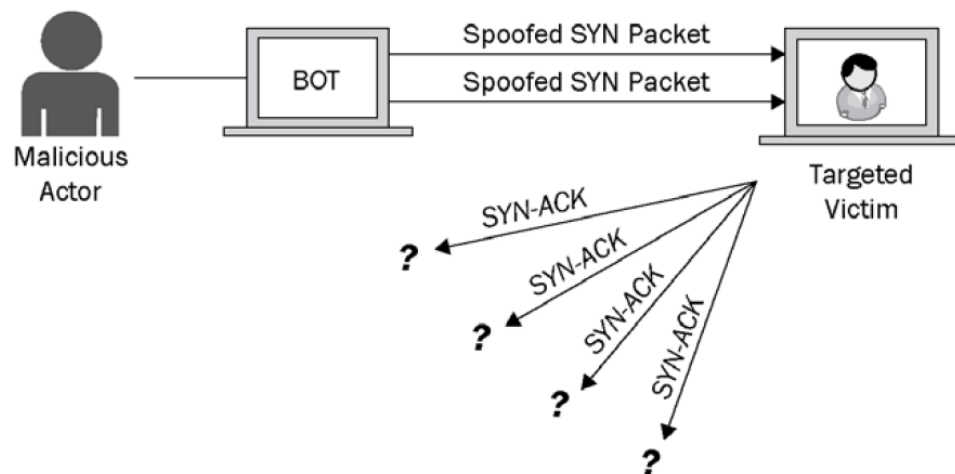 Spoofed SYN Packet
BOT
Spoofed SYN Packet
Malicious
Actor
Targeted
Victim
SYN-ACK
?
SYN-ACK
?
SYN-ACK
?
SYN-ACK
?